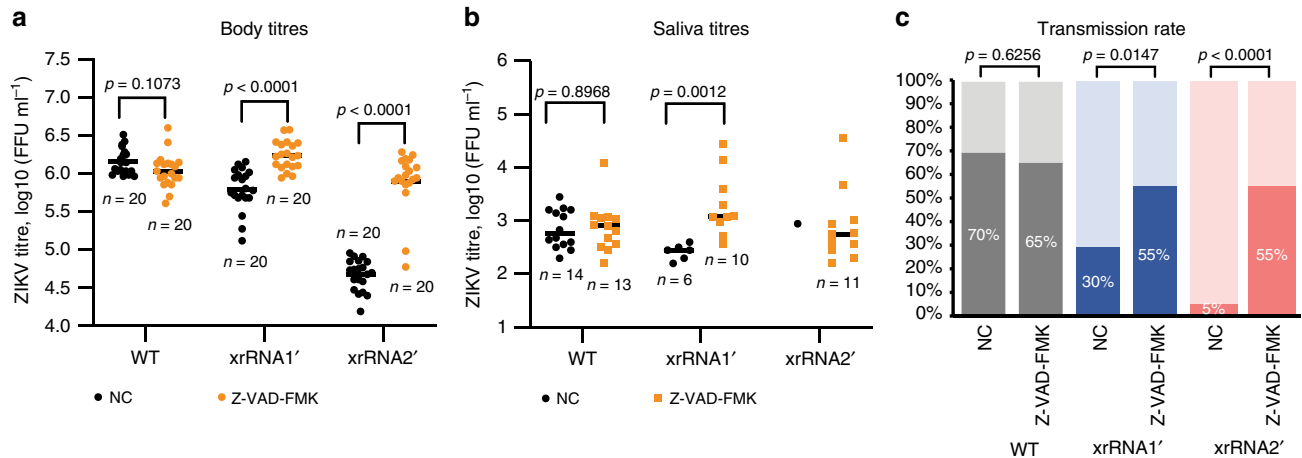 a
Body titres
ZIKV titre, log10 (FFU ml⁻¹)
7.5
7.0
6.5
6.0
5.5
5.0
4.5
4.0
p = 0.1073
p < 0.0001
p < 0.0001
n = 20
n = 20
n = 20
n = 20
n = 20
n = 20
WT
xrRNA1′
xrRNA2′
NC
Z-VAD-FMK
b
Saliva titres
ZIKV titre, log10 (FFU ml⁻¹)
6
5
4
3
2
1
p = 0.8968
p = 0.0012
n = 14
n = 13
n = 6
n = 10
n = 11
WT
xrRNA1′
xrRNA2′
NC
Z-VAD-FMK
c
Transmission rate
p = 0.6256
p = 0.0147
p < 0.0001
100%
90%
80%
70%
60%
50%
40%
30%
20%
10%
0%
70%
65%
30%
55%
5%
55%
NC
Z-VAD-FMK
NC
Z-VAD-FMK
NC
Z-VAD-FMK
WT
xrRNA1′
xrRNA2′